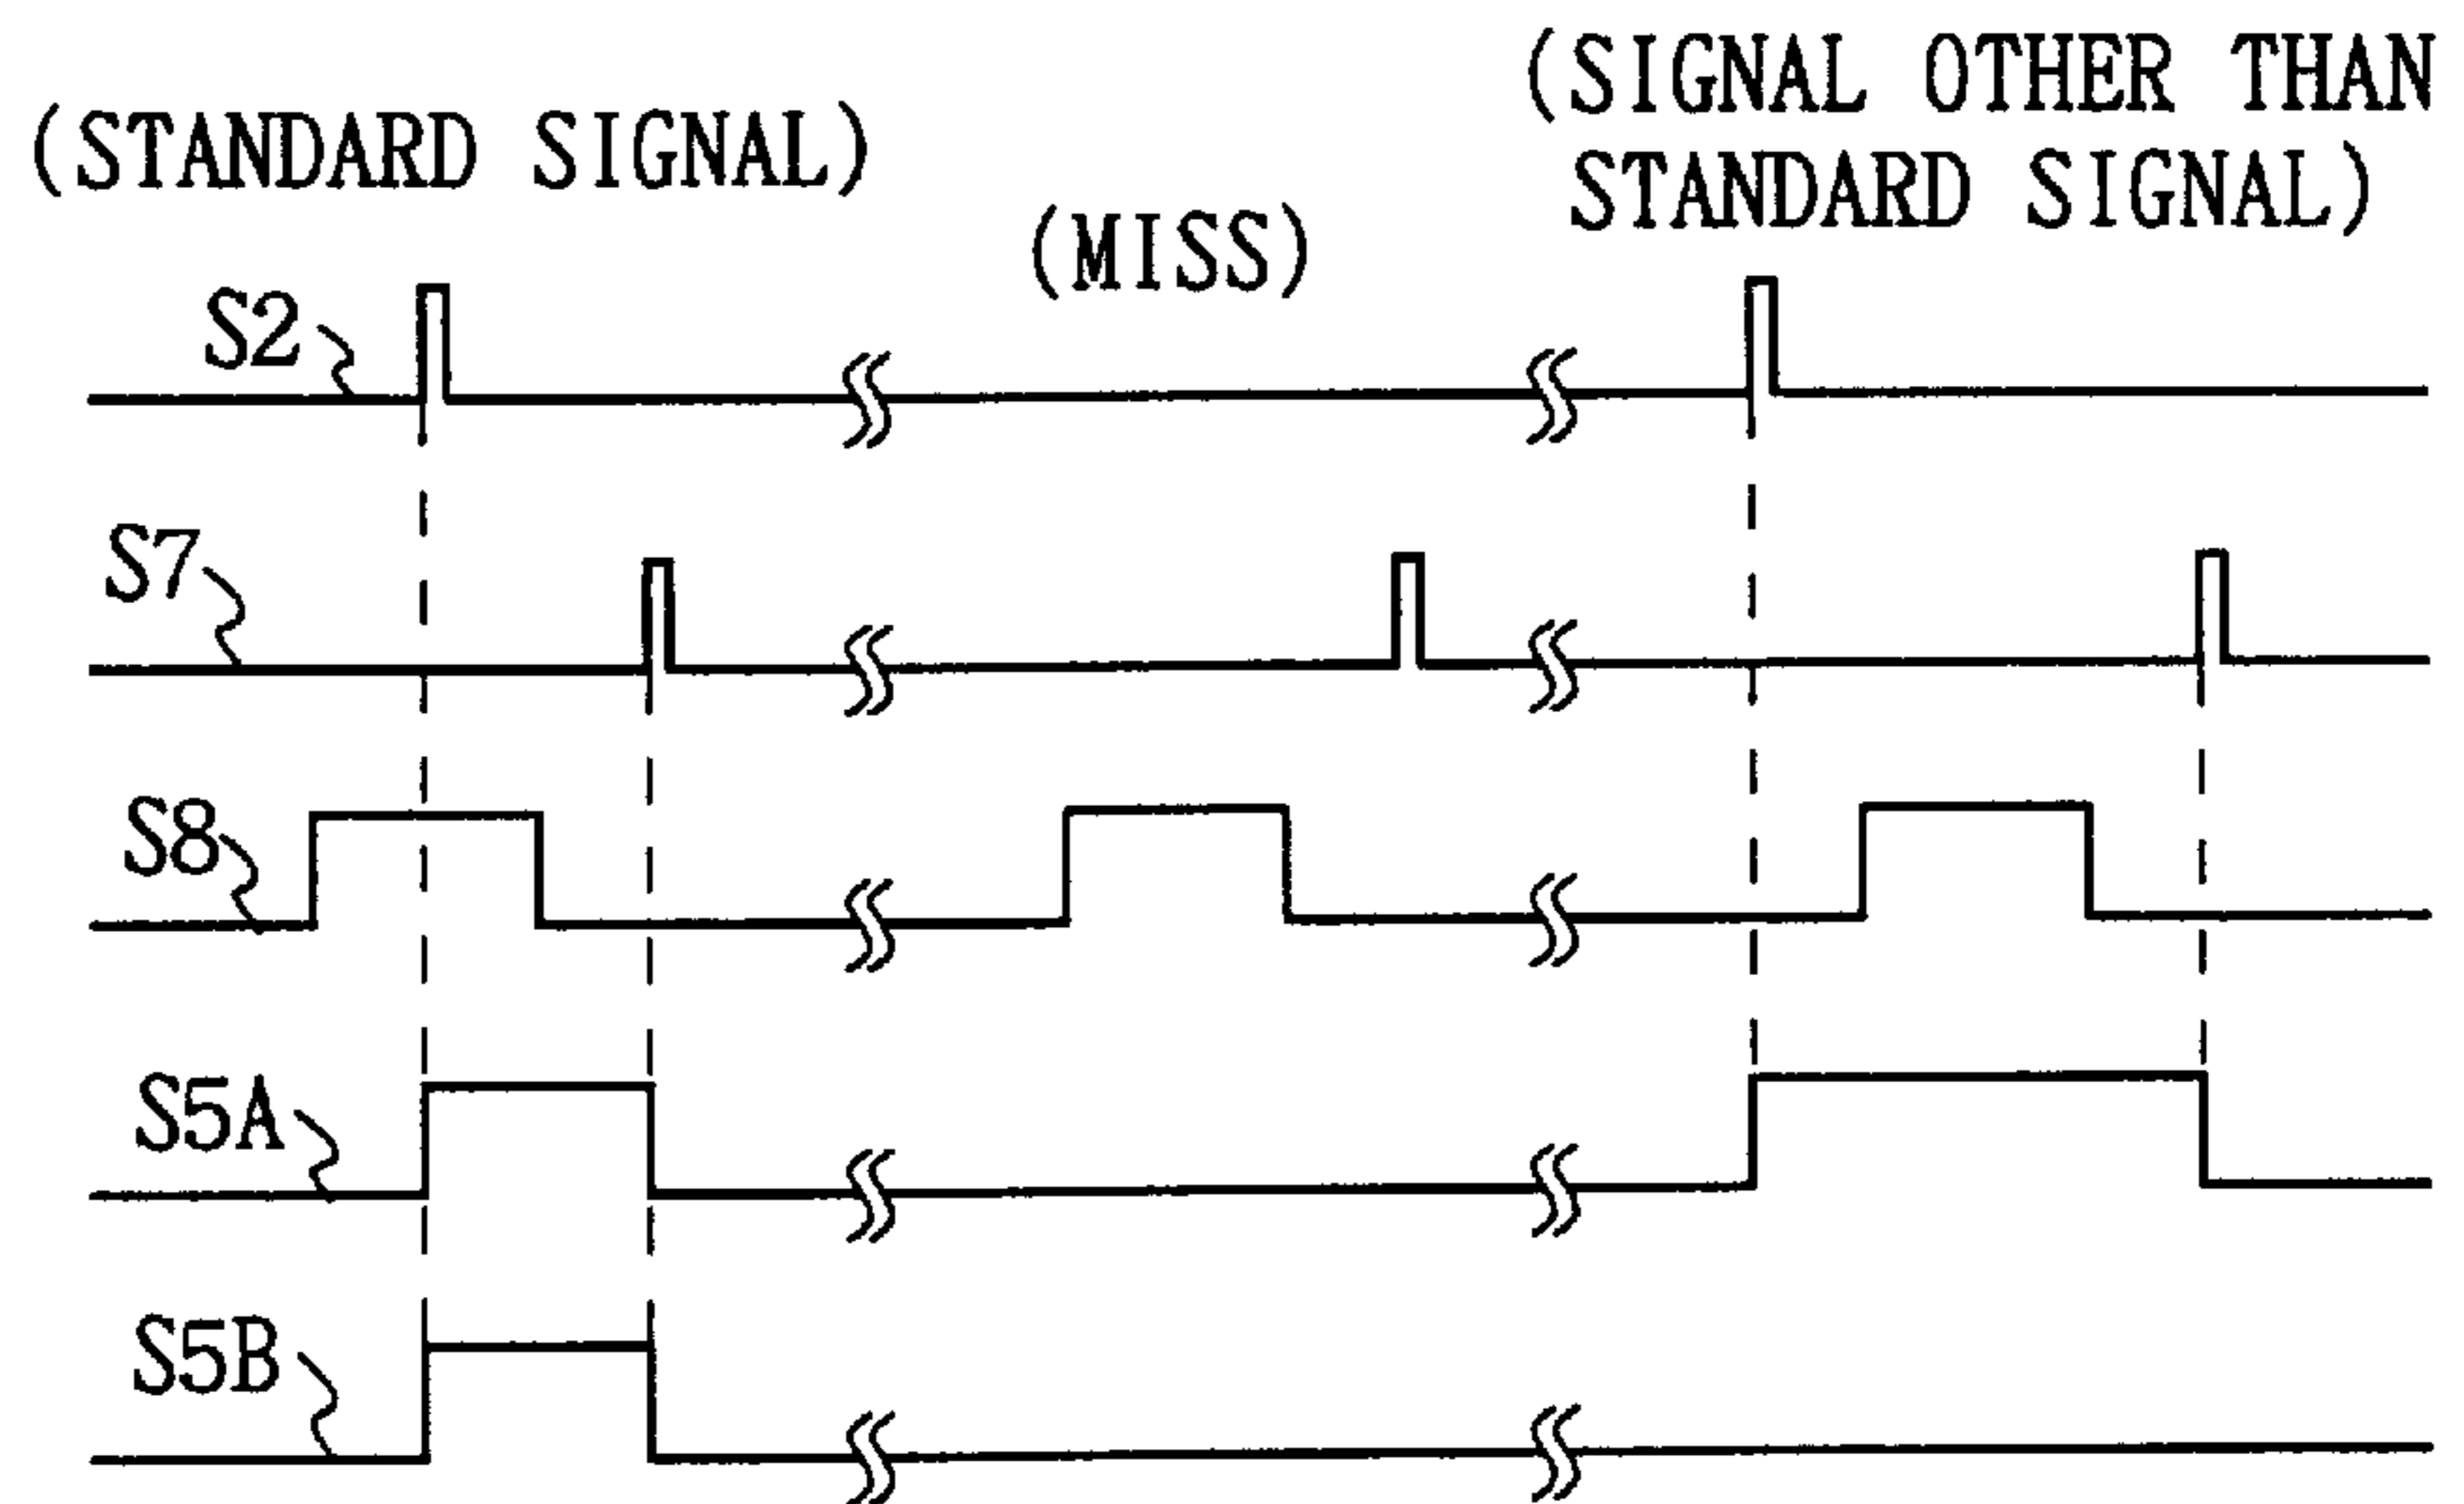 (STANDARD SIGNAL)
(MISS)
(SIGNAL OTHER THAN
STANDARD SIGNAL)
S2
S7
S8
S5A
S5B